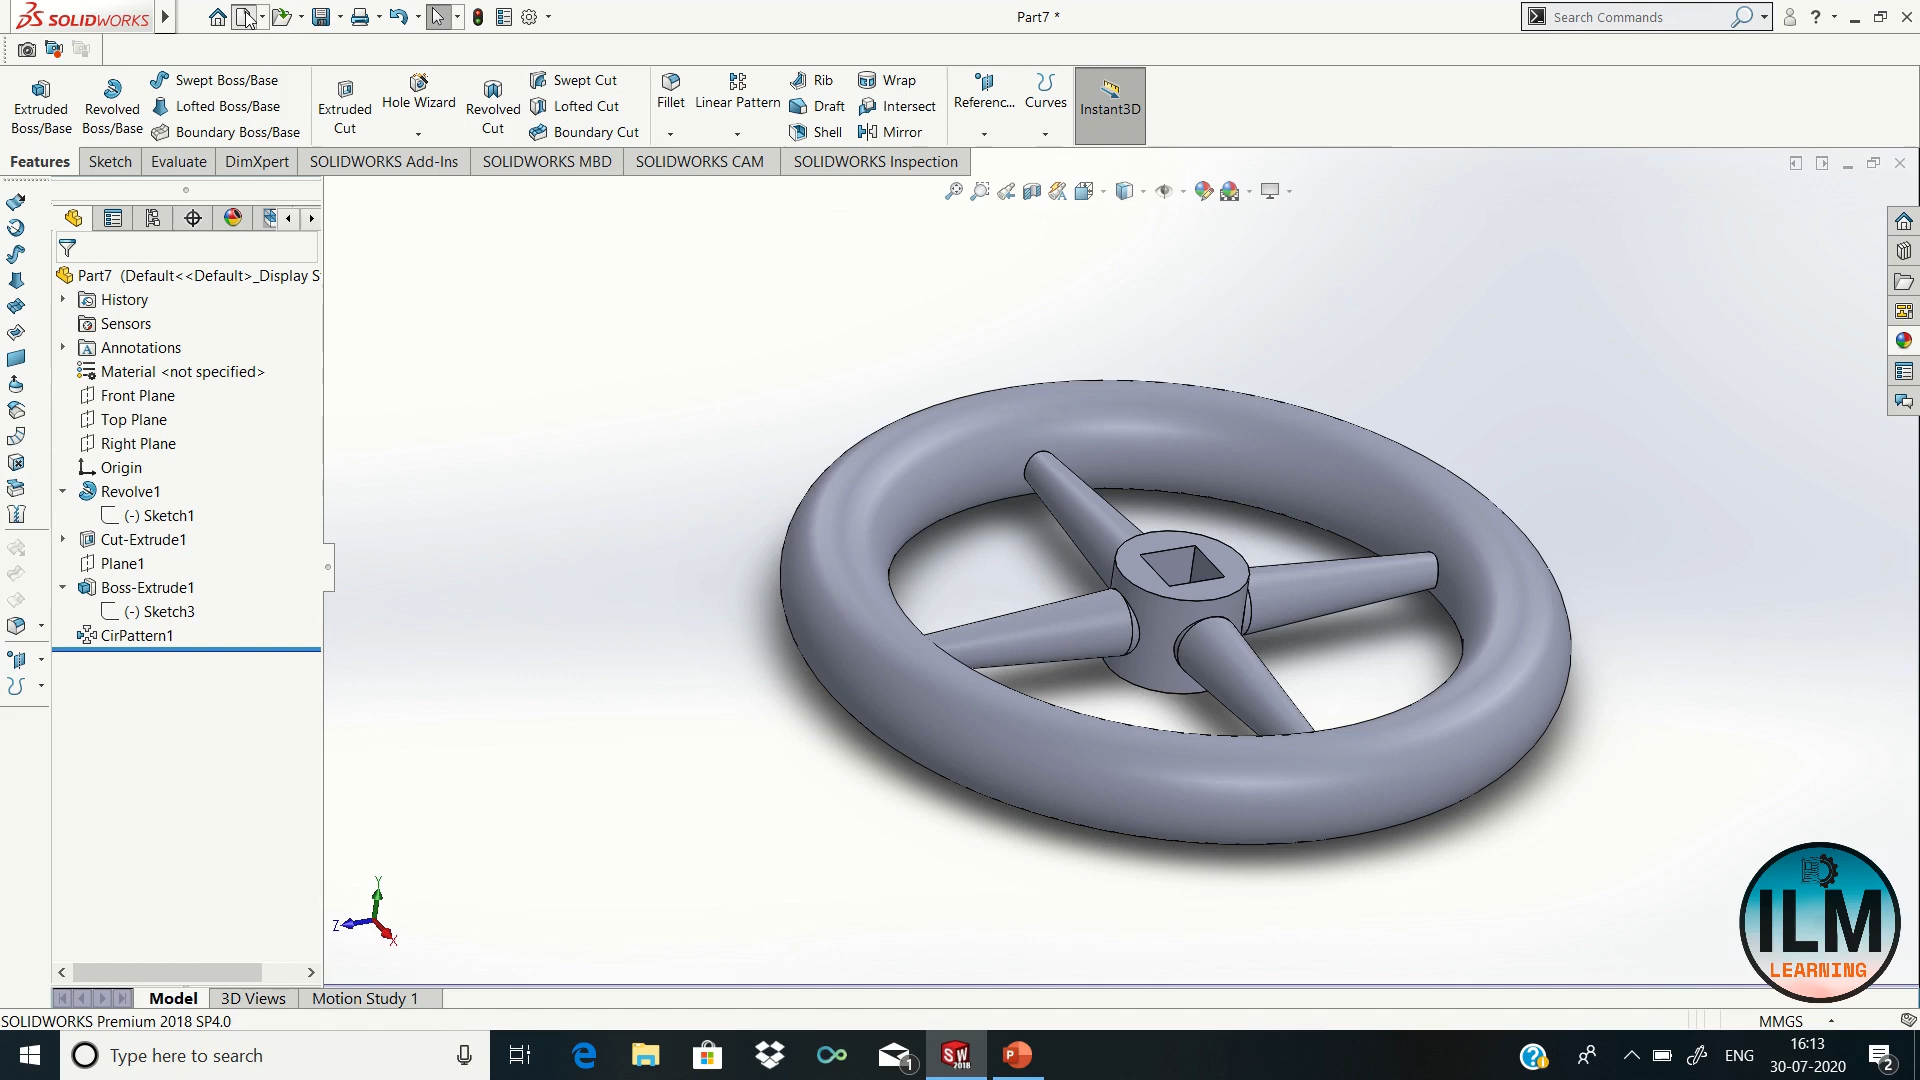 SOLIDWORKS
Part7 *
Search Commands
?
Extruded Boss/Base
Revolved Boss/Base
Swept Boss/Base
Lofted Boss/Base
Boundary Boss/Base
Extruded Cut
Hole Wizard
Revolved Cut
Swept Cut
Lofted Cut
Boundary Cut
Fillet
Linear Pattern
Rib
Draft
Shell
Wrap
Intersect
Mirror
Referenc...
Curves
Instant3D
Features
Sketch
Evaluate
DimXpert
SOLIDWORKS Add-Ins
SOLIDWORKS MBD
SOLIDWORKS CAM
SOLIDWORKS Inspection
Part7 (Default<<Default>_Display S
History
Sensors
Annotations
Material <not specified>
Front Plane
Top Plane
Right Plane
Origin
Revolve1
(-) Sketch1
Cut-Extrude1
Plane1
Boss-Extrude1
(-) Sketch3
CirPattern1
Y
Z
X
ILM
LEARNING
Model
3D Views
Motion Study 1
SOLIDWORKS Premium 2018 SP4.0
MMGS
Type here to search
1
SW
2018
P
ENG
16:13
30-07-2020
2